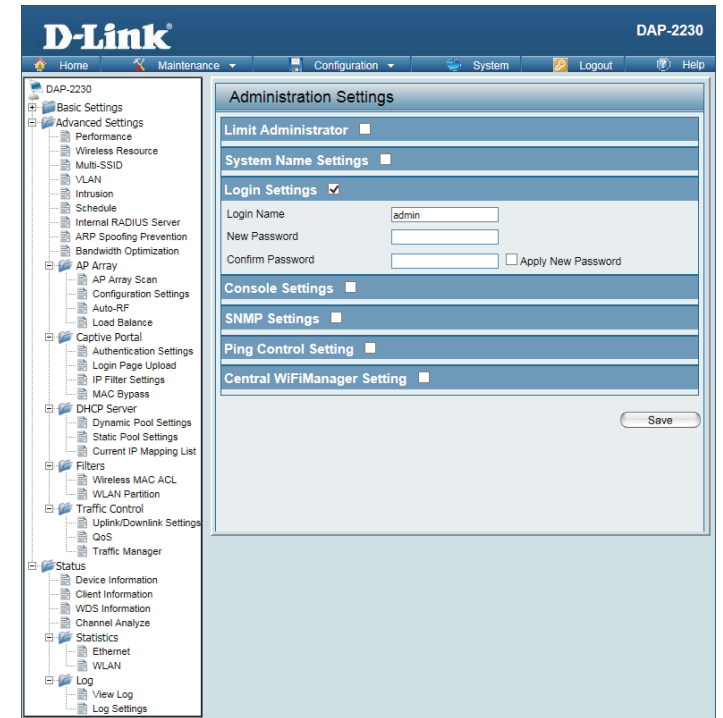 D-Link®
DAP-2230
Home Maintenance Configuration System Logout Help
DAP-2230
Basic Settings
Advanced Settings
Performance
Wireless Resource
Multi-SSID
VLAN
Intrusion
Schedule
Internal RADIUS Server
ARP Spoofing Prevention
Bandwidth Optimization
AP Array
AP Array Scan
Configuration Settings
Auto-RF
Load Balance
Captive Portal
Authentication Settings
Login Page Upload
IP Filter Settings
MAC Bypass
DHCP Server
Dynamic Pool Settings
Static Pool Settings
Current IP Mapping List
Filters
Wireless MAC ACL
WLAN Partition
Traffic Control
Uplink/Downlink Settings
QoS
Traffic Manager
Status
Device Information
Client Information
WDS Information
Channel Analyze
Statistics
Ethernet
WLAN
Log
View Log
Log Settings
Administration Settings
Limit Administrator
System Name Settings
Login Settings
Login Name admin
New Password
Confirm Password Apply New Password
Console Settings
SNMP Settings
Ping Control Setting
Central WiFiManager Setting
Save